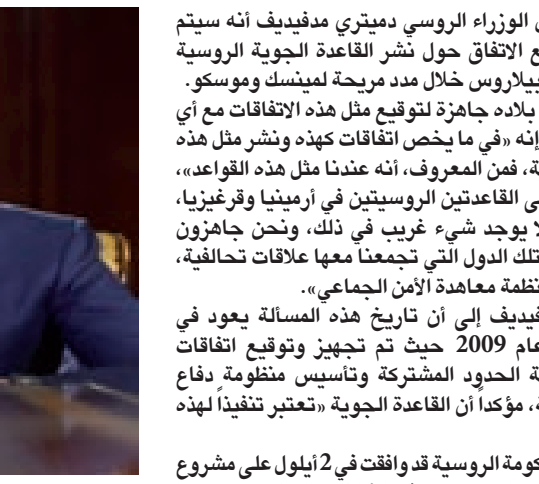 الوزراء الروسي دميتري مدفيديف أنه سيتم
الاتفاق حول نشر القاعدة الجوية الروسية
بيلاروس خلال مدد مريحة لمينسك وموسكو.
بلاده جاهزة لتوقيع مثل هذه الاتفاقات مع أي
إنه «في ما يخص اتفاقات كهذه ونشر مثل هذه
فمن المعروف، أنه عندنا مثل هذه القواعد»،
القاعدتين الروسيتين في أرمينيا وقرغيزيا،
لا يوجد شيء غريب في ذلك، ونحن جاهزون
تلك الدول التي تجمعنا معها علاقات تحالفية،
معاهدة الأمن الجماعي».
إلى أن تاريخ هذه المسألة يعود في
عام 2009 حيث تم تجهيز وتوقيع اتفاقات
الحدود المشتركة وتأسيس منظومة دفاع
مؤكداً أن القاعدة الجوية «تعتبر تنفيذاً لهذه
الروسية قد وافقت في 2 أيلول على مشروع